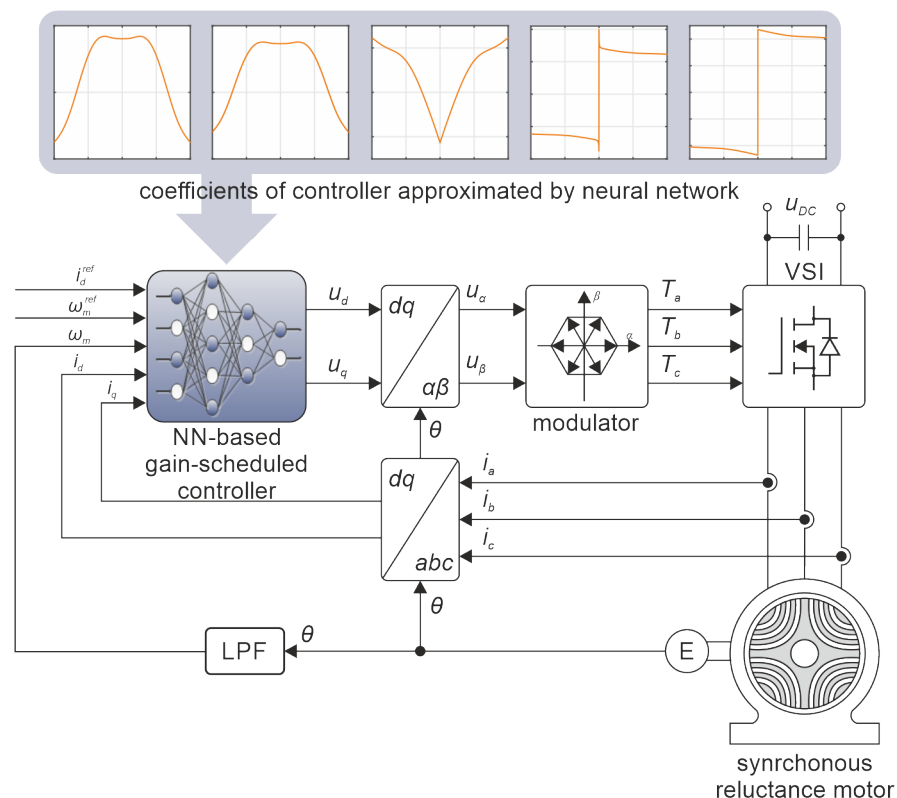 coefficients of controller approximated by neural network
u_DC
VSI
i_d^ref
ω_m^ref
ω_m
i_d
i_q
u_d
u_q
dq
αβ
u_α
u_β
β
α
T_a
T_b
T_c
modulator
NN-based
gain-scheduled
controller
θ
dq
abc
i_a
i_b
i_c
θ
LPF
θ
E
synrchonous
reluctance motor